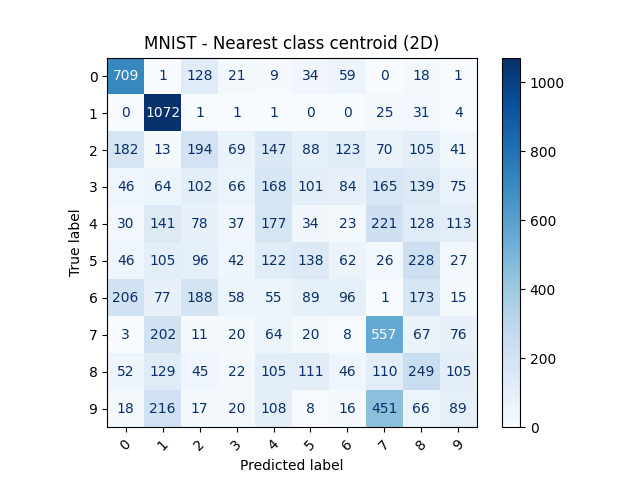 MNIST - Nearest class centroid (2D)
0 709 1 128 21 9 34 59 0 18 1
1 0 1072 1 1 1 0 0 25 31 4
2 182 13 194 69 147 88 123 70 105 41
3 46 64 102 66 168 101 84 165 139 75
4 30 141 78 37 177 34 23 221 128 113
5 46 105 96 42 122 138 62 26 228 27
6 206 77 188 58 55 89 96 1 173 15
7 3 202 11 20 64 20 8 557 67 76
8 52 129 45 22 105 111 46 110 249 105
9 18 216 17 20 108 8 16 451 66 89
0 1 2 3 4 5 6 7 8 9
Predicted label
True label
1000
800
600
400
200
0